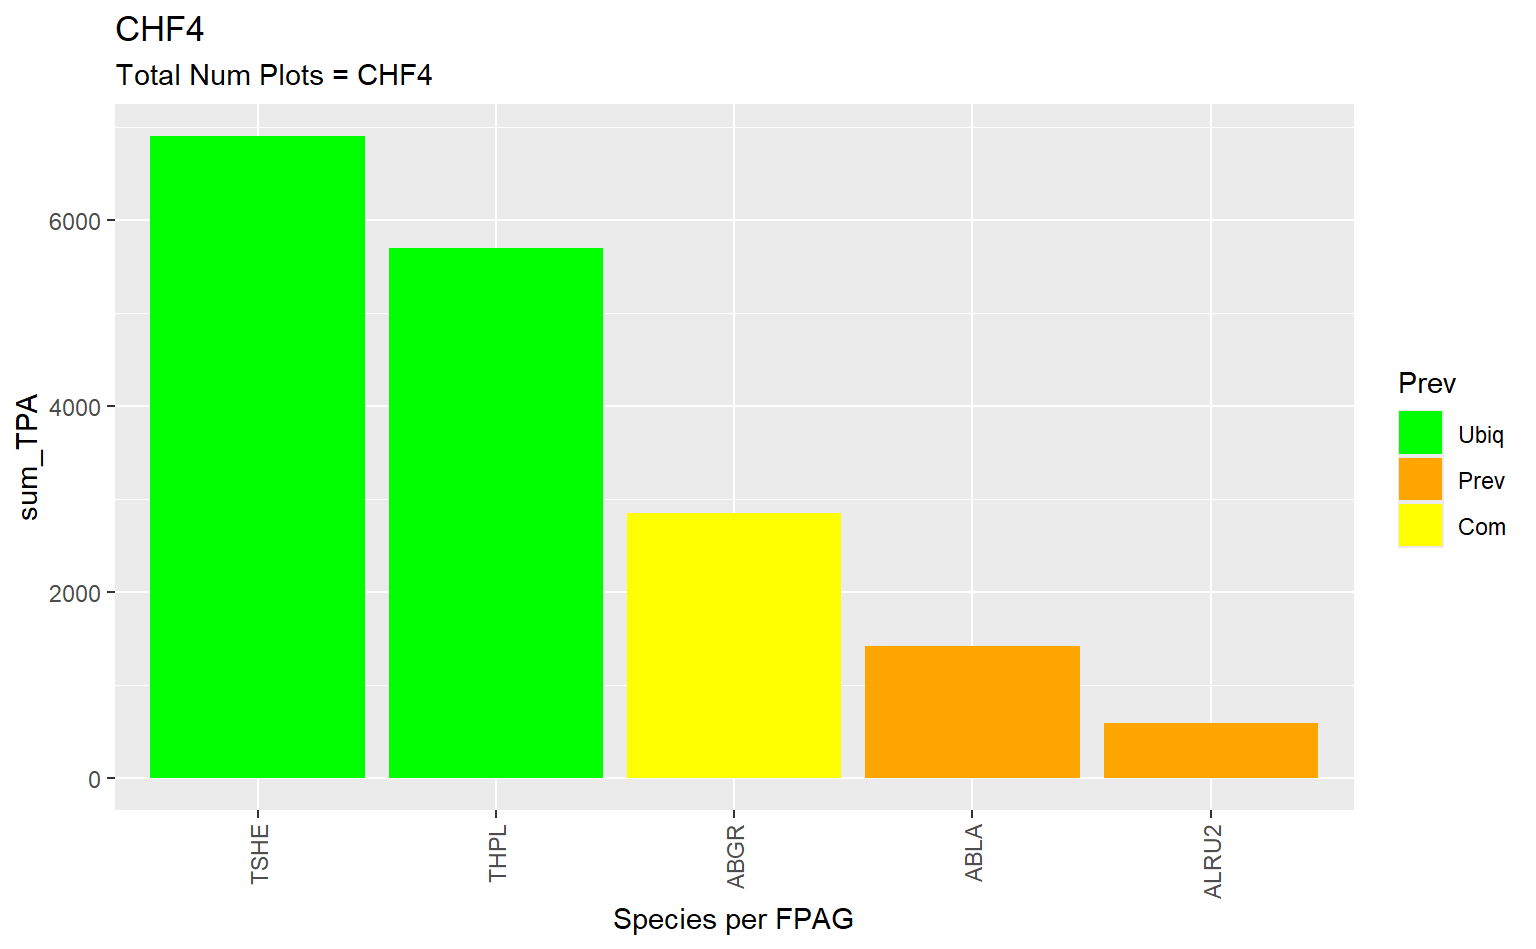 CHF4
Total Num Plots = CHF4
sum_TPA
6000
4000
2000
0
TSHE
THPL
ABGR
ABLA
ALRU2
Species per FPAG
Prev
Ubiq
Prev
Com